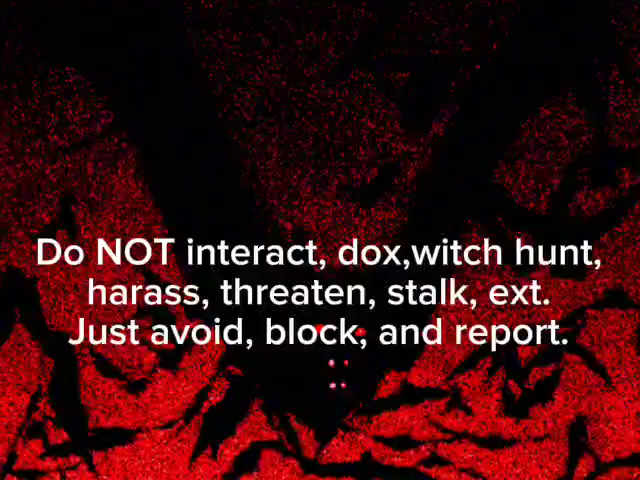 Do NOT interact, dox,witch hunt,
harass, threaten, stalk, ext.
Just avoid, block, and report.